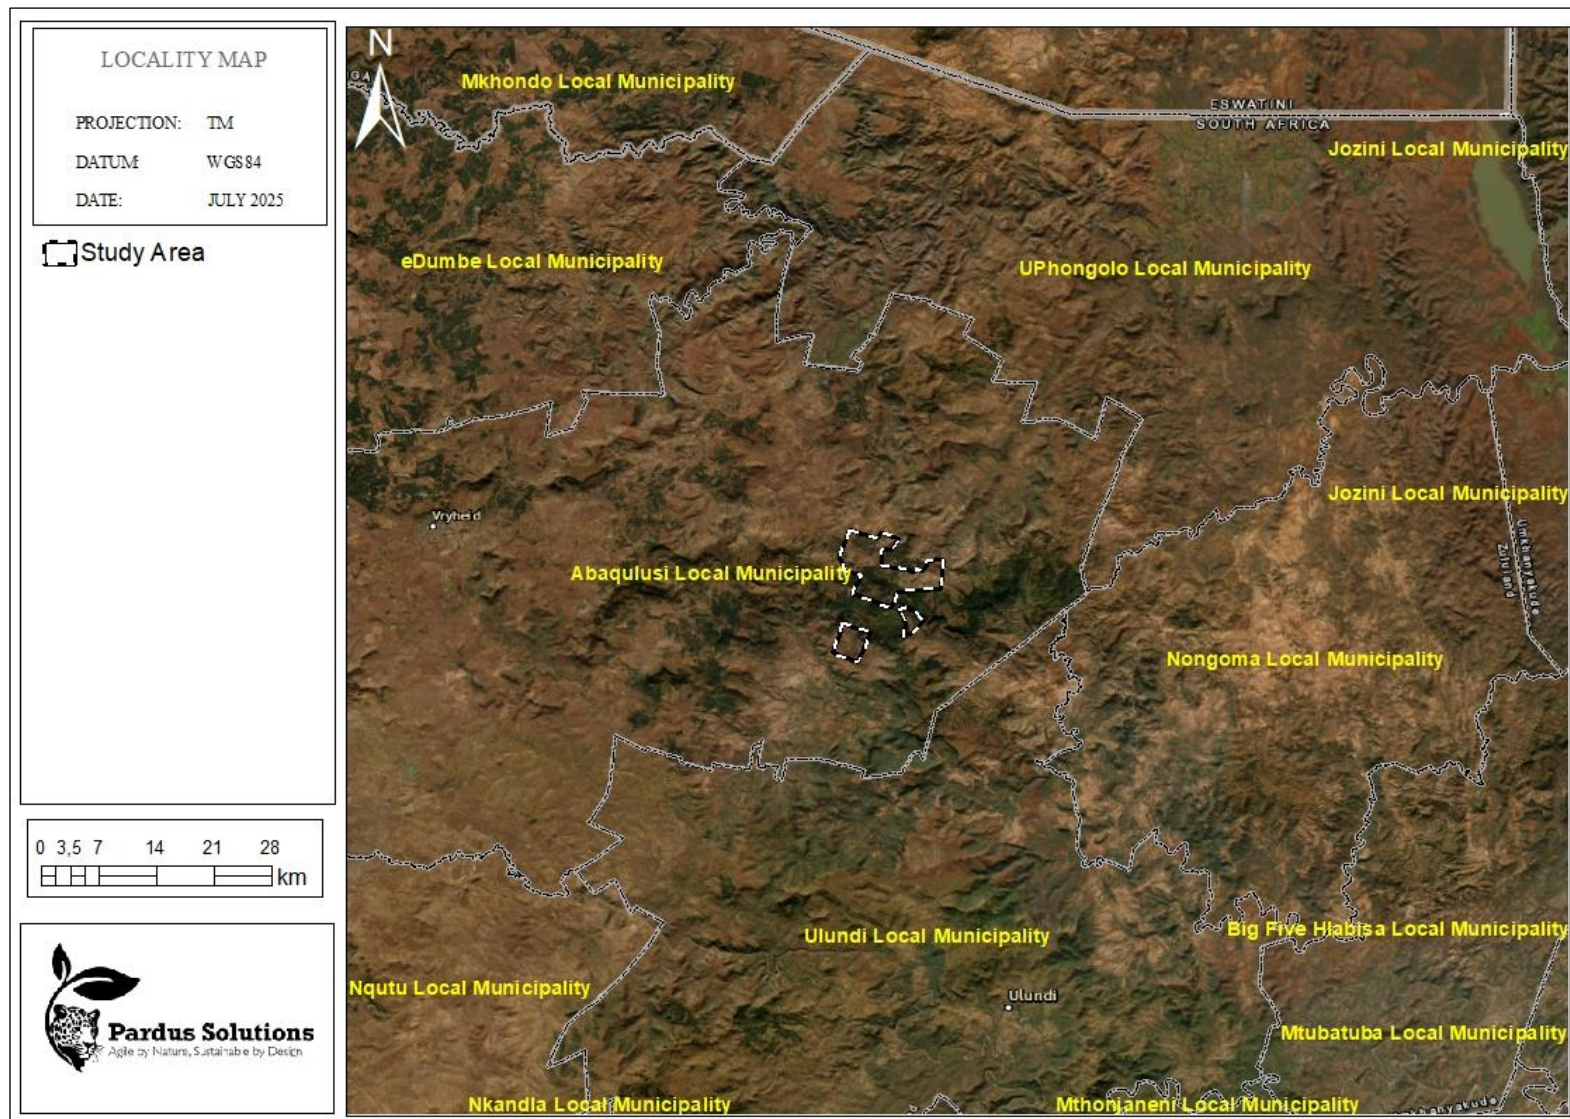 LOCALITY MAP
PROJECTION: TM
DATUM: WGS84
DATE: JULY 2025
Study Area
0 3,5 7 14 21 28
km
Pardus Solutions
Agile by Nature, Sustainable by Design
N
GA
Mkhondo Local Municipality
ESWATINI
SOUTH AFRICA
Jozini Local Municipality
eDumbe Local Municipality
UPhongolo Local Municipality
Jozini Local Municipality
Vryheid
Umkhanyakude
Zululand
Abaqulusi Local Municipality
Nongoma Local Municipality
Ulundi Local Municipality
Big Five Hlabisa Local Municipality
Nqutu Local Municipality
Ulundi
Mtubatuba Local Municipality
Nkandla Local Municipality
Mthonjaneni Local Municipality